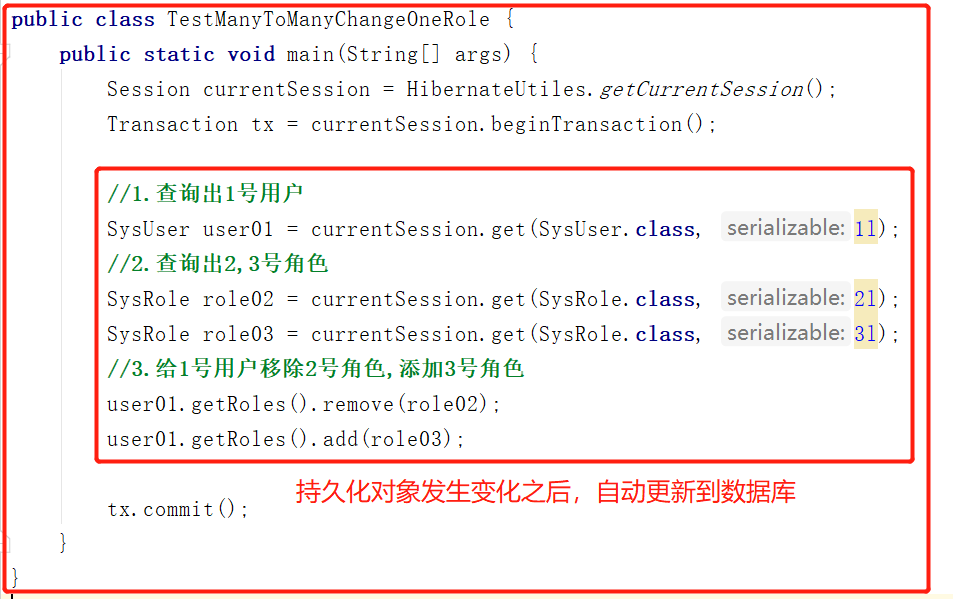 public class TestManyToManyChangeOneRole {
public static void main(String[] args) {
Session currentSession = HibernateUtiles.getCurrentSession();
Transaction tx = currentSession.beginTransaction();
//1.查询出1号用户
SysUser user01 = currentSession.get(SysUser.class, serializable: 1l);
//2.查询出2,3号角色
SysRole role02 = currentSession.get(SysRole.class, serializable: 2l);
SysRole role03 = currentSession.get(SysRole.class, serializable: 3l);
//3.给1号用户移除2号角色,添加3号角色
user01.getRoles().remove(role02);
user01.getRoles().add(role03);
持久化对象发生变化之后，自动更新到数据库
tx.commit();
}
}